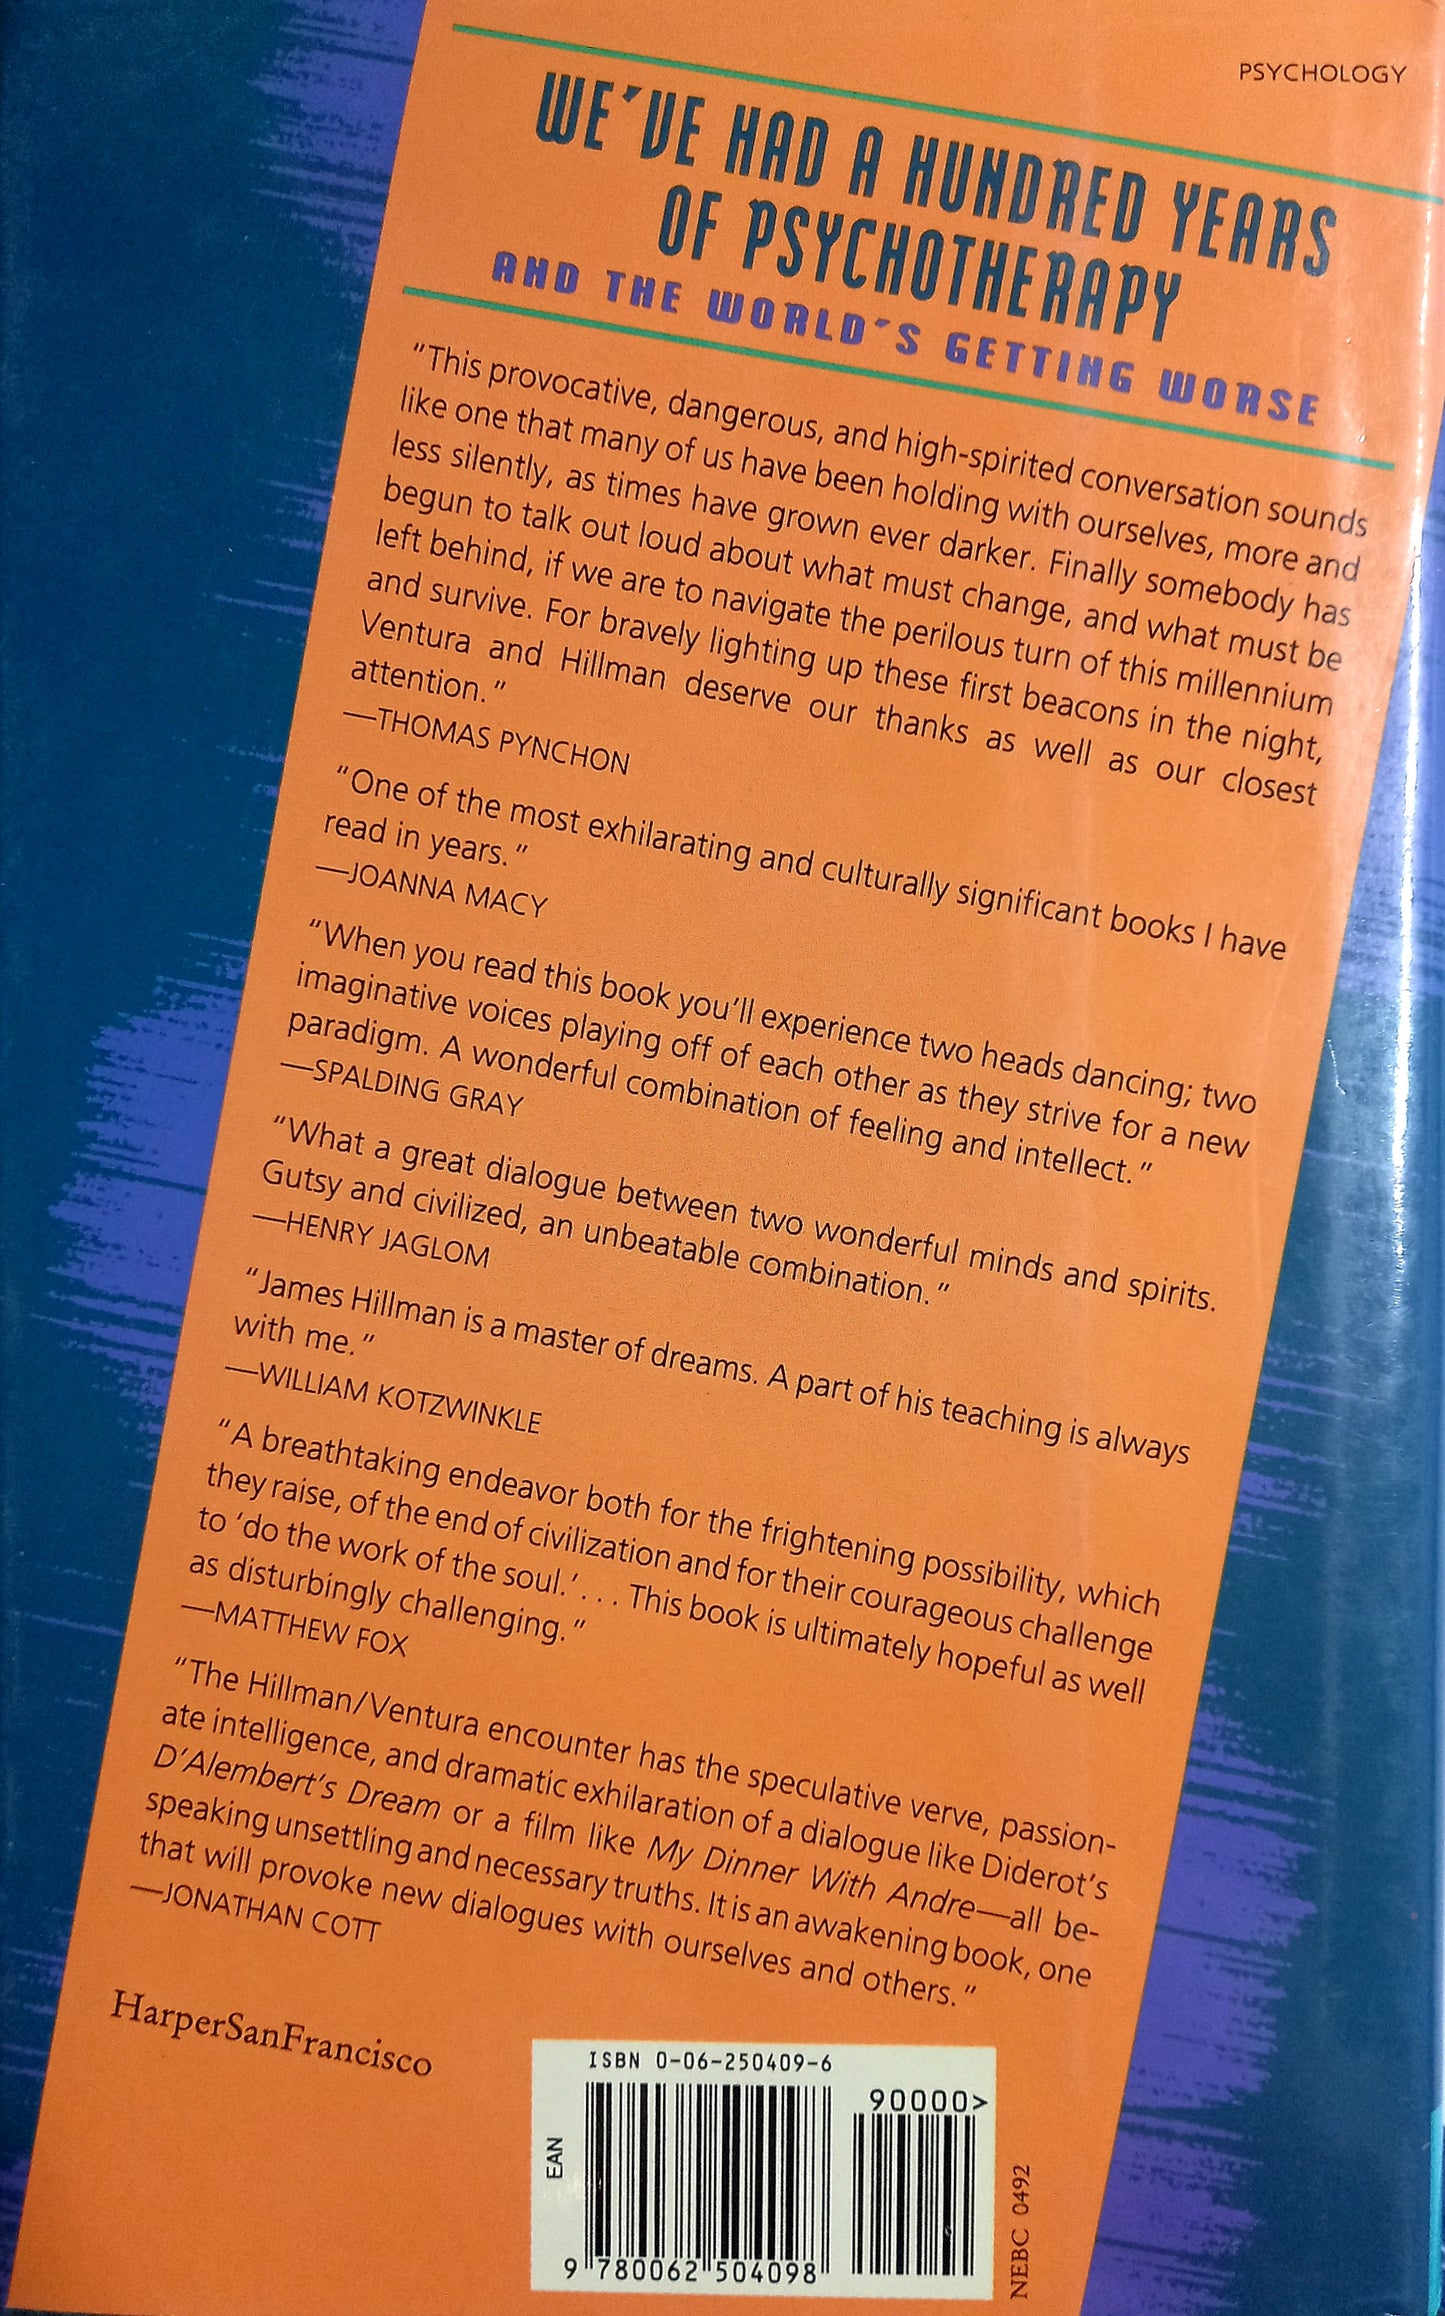 PSYCHOLOGY
WE'VE HAD A HUNDRED YEARS
OF PSYCHOTHERAPY
AND THE WORLD'S GETTING WORSE
“This provocative, dangerous, and high-spirited conversation sounds
like one that many of us have been holding with ourselves, more and
less silently, as times have grown ever darker. Finally somebody has
begun to talk out loud about what must change, and what must be
left behind, if we are to navigate the perilous turn of this millennium
and survive. For bravely lighting up these first beacons in the night,
Ventura and Hillman deserve our thanks as well as our closest
attention.”
—THOMAS PYNCHON
“One of the most exhilarating and culturally significant books I have
read in years.”
—JOANNA MACY
“When you read this book you'll experience two heads dancing; two
imaginative voices playing off of each other as they strive for a new
paradigm. A wonderful combination of feeling and intellect.”
—SPALDING GRAY
“What a great dialogue between two wonderful minds and spirits.
Gutsy and civilized, an unbeatable combination.”
—HENRY JAGLOM
“James Hillman is a master of dreams. A part of his teaching is always
with me.”
—WILLIAM KOTZWINKLE
“A breathtaking endeavor both for the frightening possibility, which
they raise, of the end of civilization and for their courageous challenge
to ‘do the work of the soul.’. . . This book is ultimately hopeful as well
as disturbingly challenging.”
—MATTHEW FOX
“The Hillman/Ventura encounter has the speculative verve, passion-
ate intelligence, and dramatic exhilaration of a dialogue like Diderot's
D'Alembert's Dream or a film like My Dinner With Andre—all be-
speaking unsettling and necessary truths. It is an awakening book, one
that will provoke new dialogues with ourselves and others.”
—JONATHAN COTT
HarperSanFrancisco
ISBN 0-06-250409-6
90000>
EAN
9 780062 504098
NEBC 0492